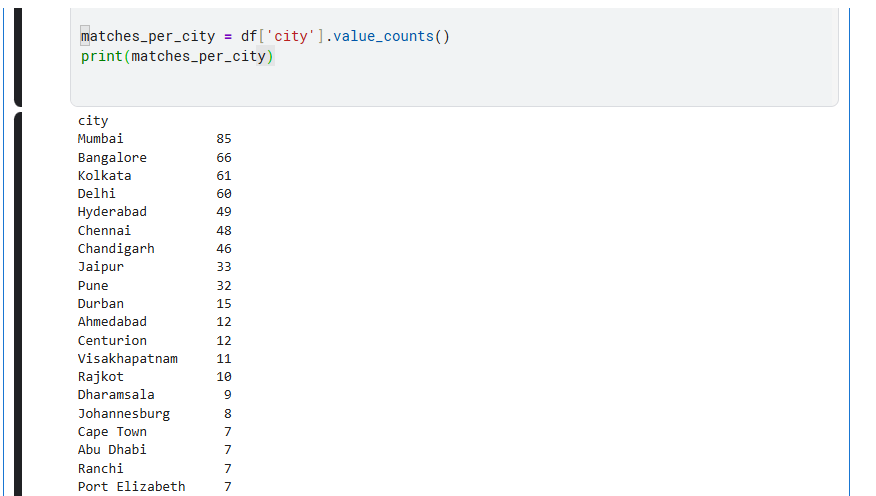 matches_per_city = df['city'].value_counts()
print(matches_per_city)
city
Mumbai 85
Bangalore 66
Kolkata 61
Delhi 60
Hyderabad 49
Chennai 48
Chandigarh 46
Jaipur 33
Pune 32
Durban 15
Ahmedabad 12
Centurion 12
Visakhapatnam 11
Rajkot 10
Dharamsala 9
Johannesburg 8
Cape Town 7
Abu Dhabi 7
Ranchi 7
Port Elizabeth 7